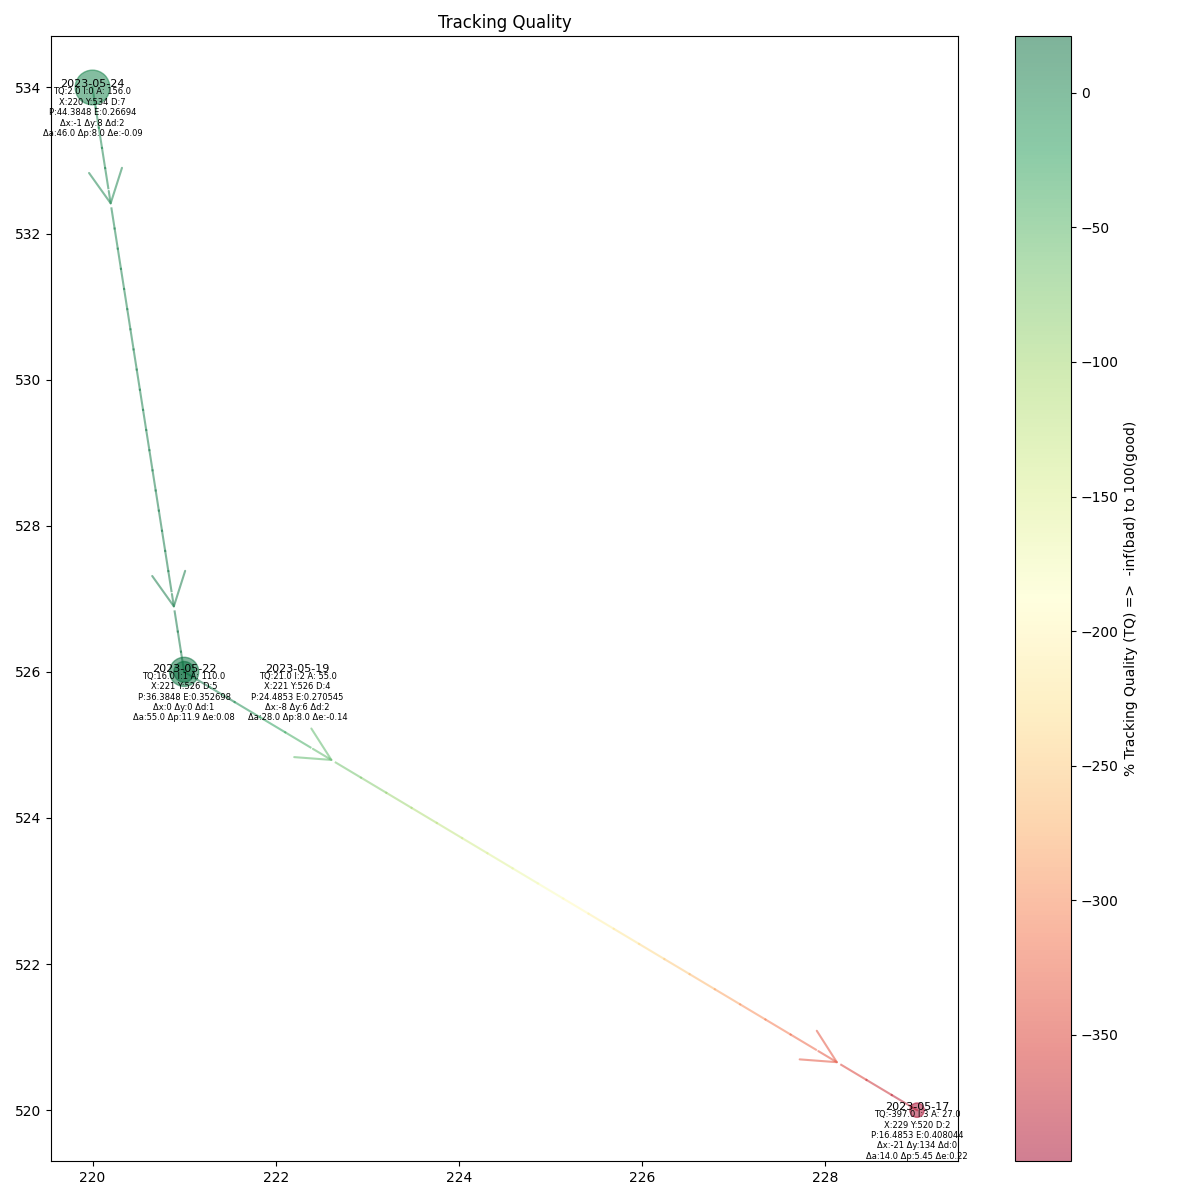 Tracking Quality
534
532
530
528
526
524
522
520
220
222
224
226
228
2023-05-24
TQ:2.0 I:0 A: 156.0
X:220 Y:534 D:7
P:44.3848 E:0.26694
Δx:-1 Δy:8 Δd:2
Δa:46.0 Δp:8.0 Δe:-0.09
2023-05-22
TQ:16.0 I:1 A: 110.0
X:221 Y:526 D:5
P:36.3848 E:0.352698
Δx:0 Δy:0 Δd:1
Δa:55.0 Δp:11.9 Δe:0.08
2023-05-19
TQ:21.0 I:2 A: 55.0
X:221 Y:526 D:4
P:24.4853 E:0.270545
Δx:-8 Δy:6 Δd:2
Δa:28.0 Δp:8.0 Δe:-0.14
2023-05-17
TQ:-397.0 I:3 A: 27.0
X:229 Y:520 D:2
P:16.4853 E:0.408044
Δx:-21 Δy:134 Δd:0
Δa:14.0 Δp:5.45 Δe:0.22
0
−50
−100
−150
−200
−250
−300
−350
% Tracking Quality (TQ) =>  -inf(bad) to 100(good)